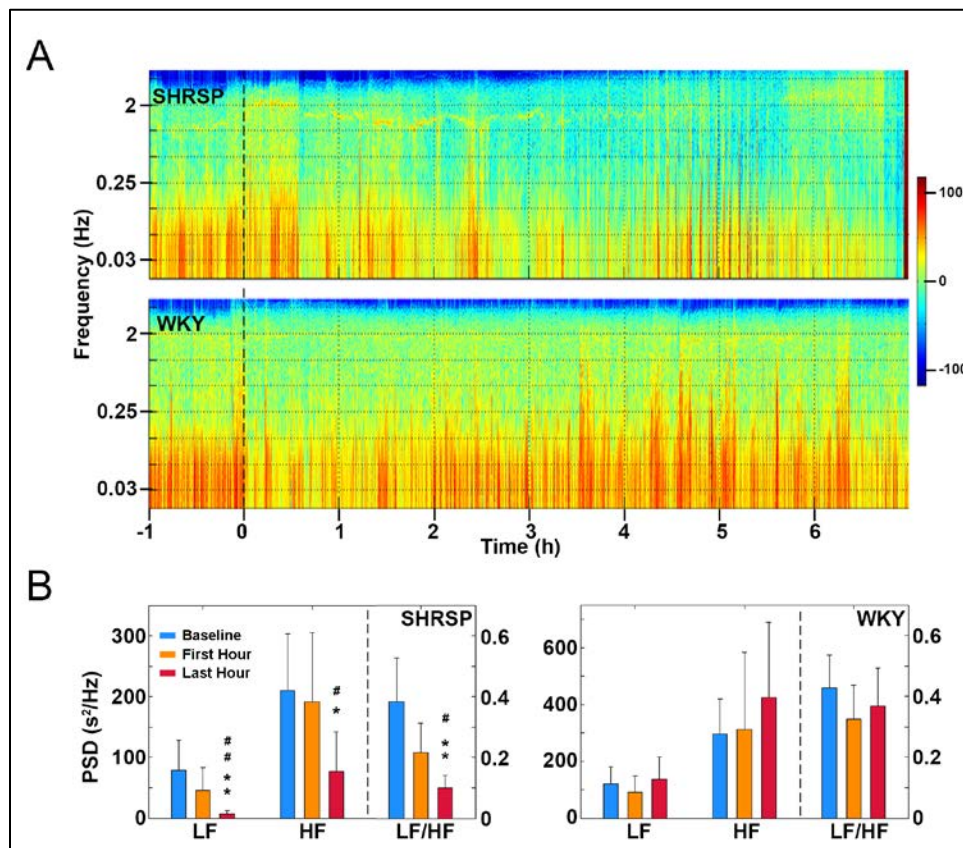 A
SHRSP
2
0.25
0.03
Frequency (Hz)
WKY
2
0.25
0.03
100
0
-100
-1 0 1 2 3 4 5 6
Time (h)
B
PSD (s²/Hz)
SHRSP
300
200
100
0
Baseline
First Hour
Last Hour
#
#
*
*
#
*
#
*
*
0.6
0.4
0.2
0
LF HF LF/HF
WKY
600
400
200
0
0.6
0.4
0.2
0
LF HF LF/HF